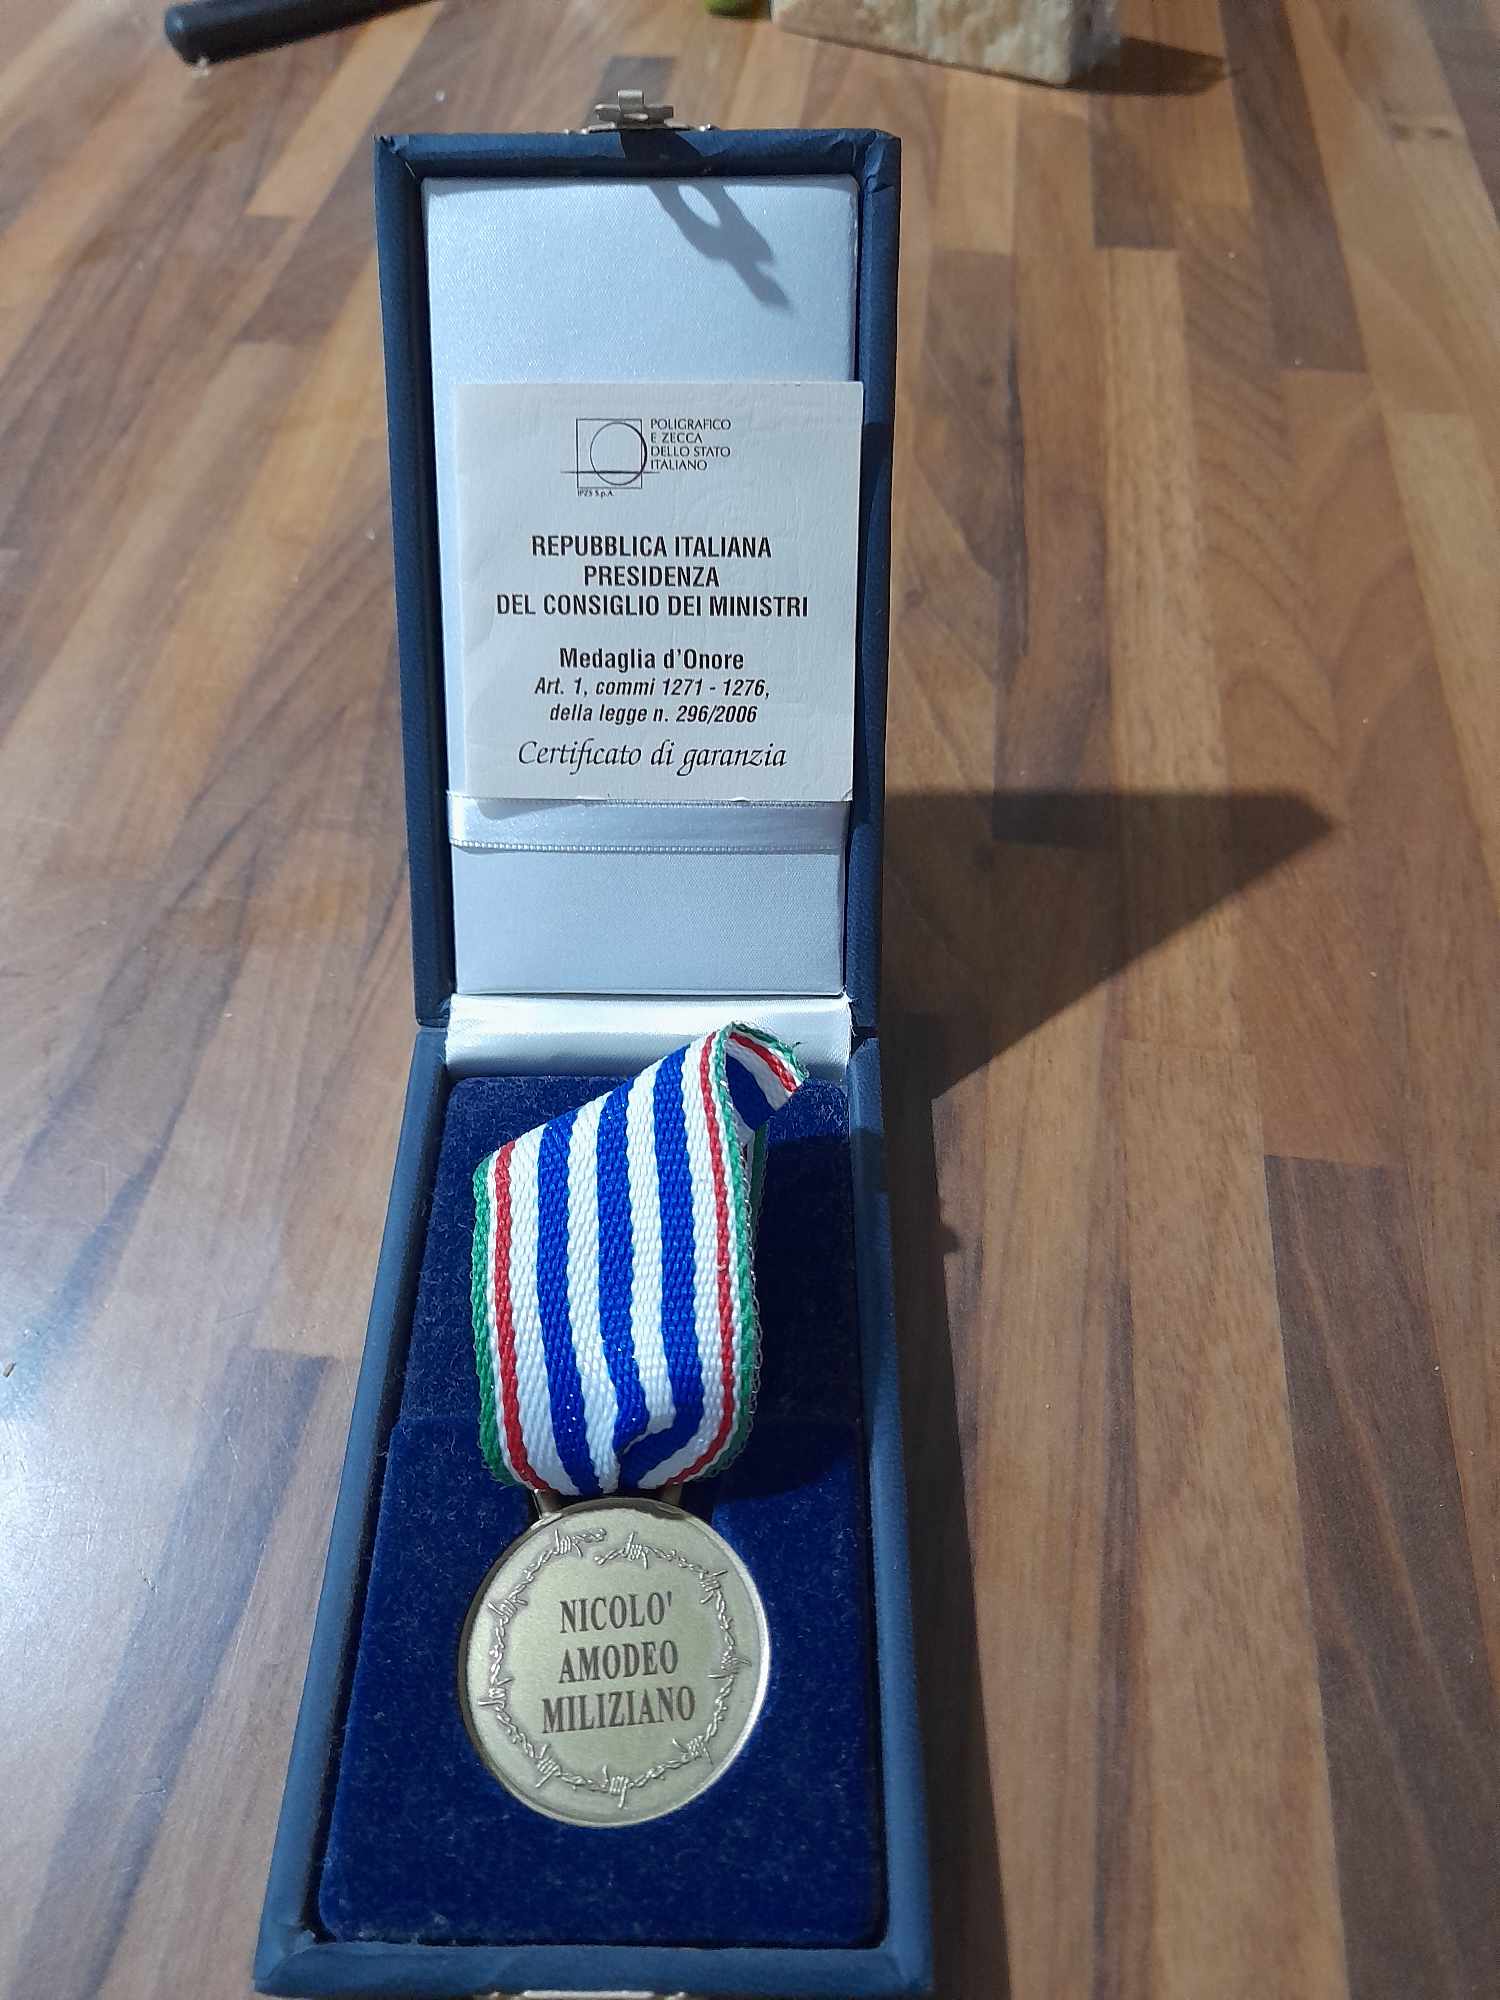 POLIGRAFICO
E ZECCA
DELLO STATO
ITALIANO
IPZS S.p.A.
REPUBBLICA ITALIANA
PRESIDENZA
DEL CONSIGLIO DEI MINISTRI
Medaglia d'Onore
Art. 1, commi 1271 - 1276,
della legge n. 296/2006
Certificato di garanzia
NICOLO'
AMODEO
MILIZIANO